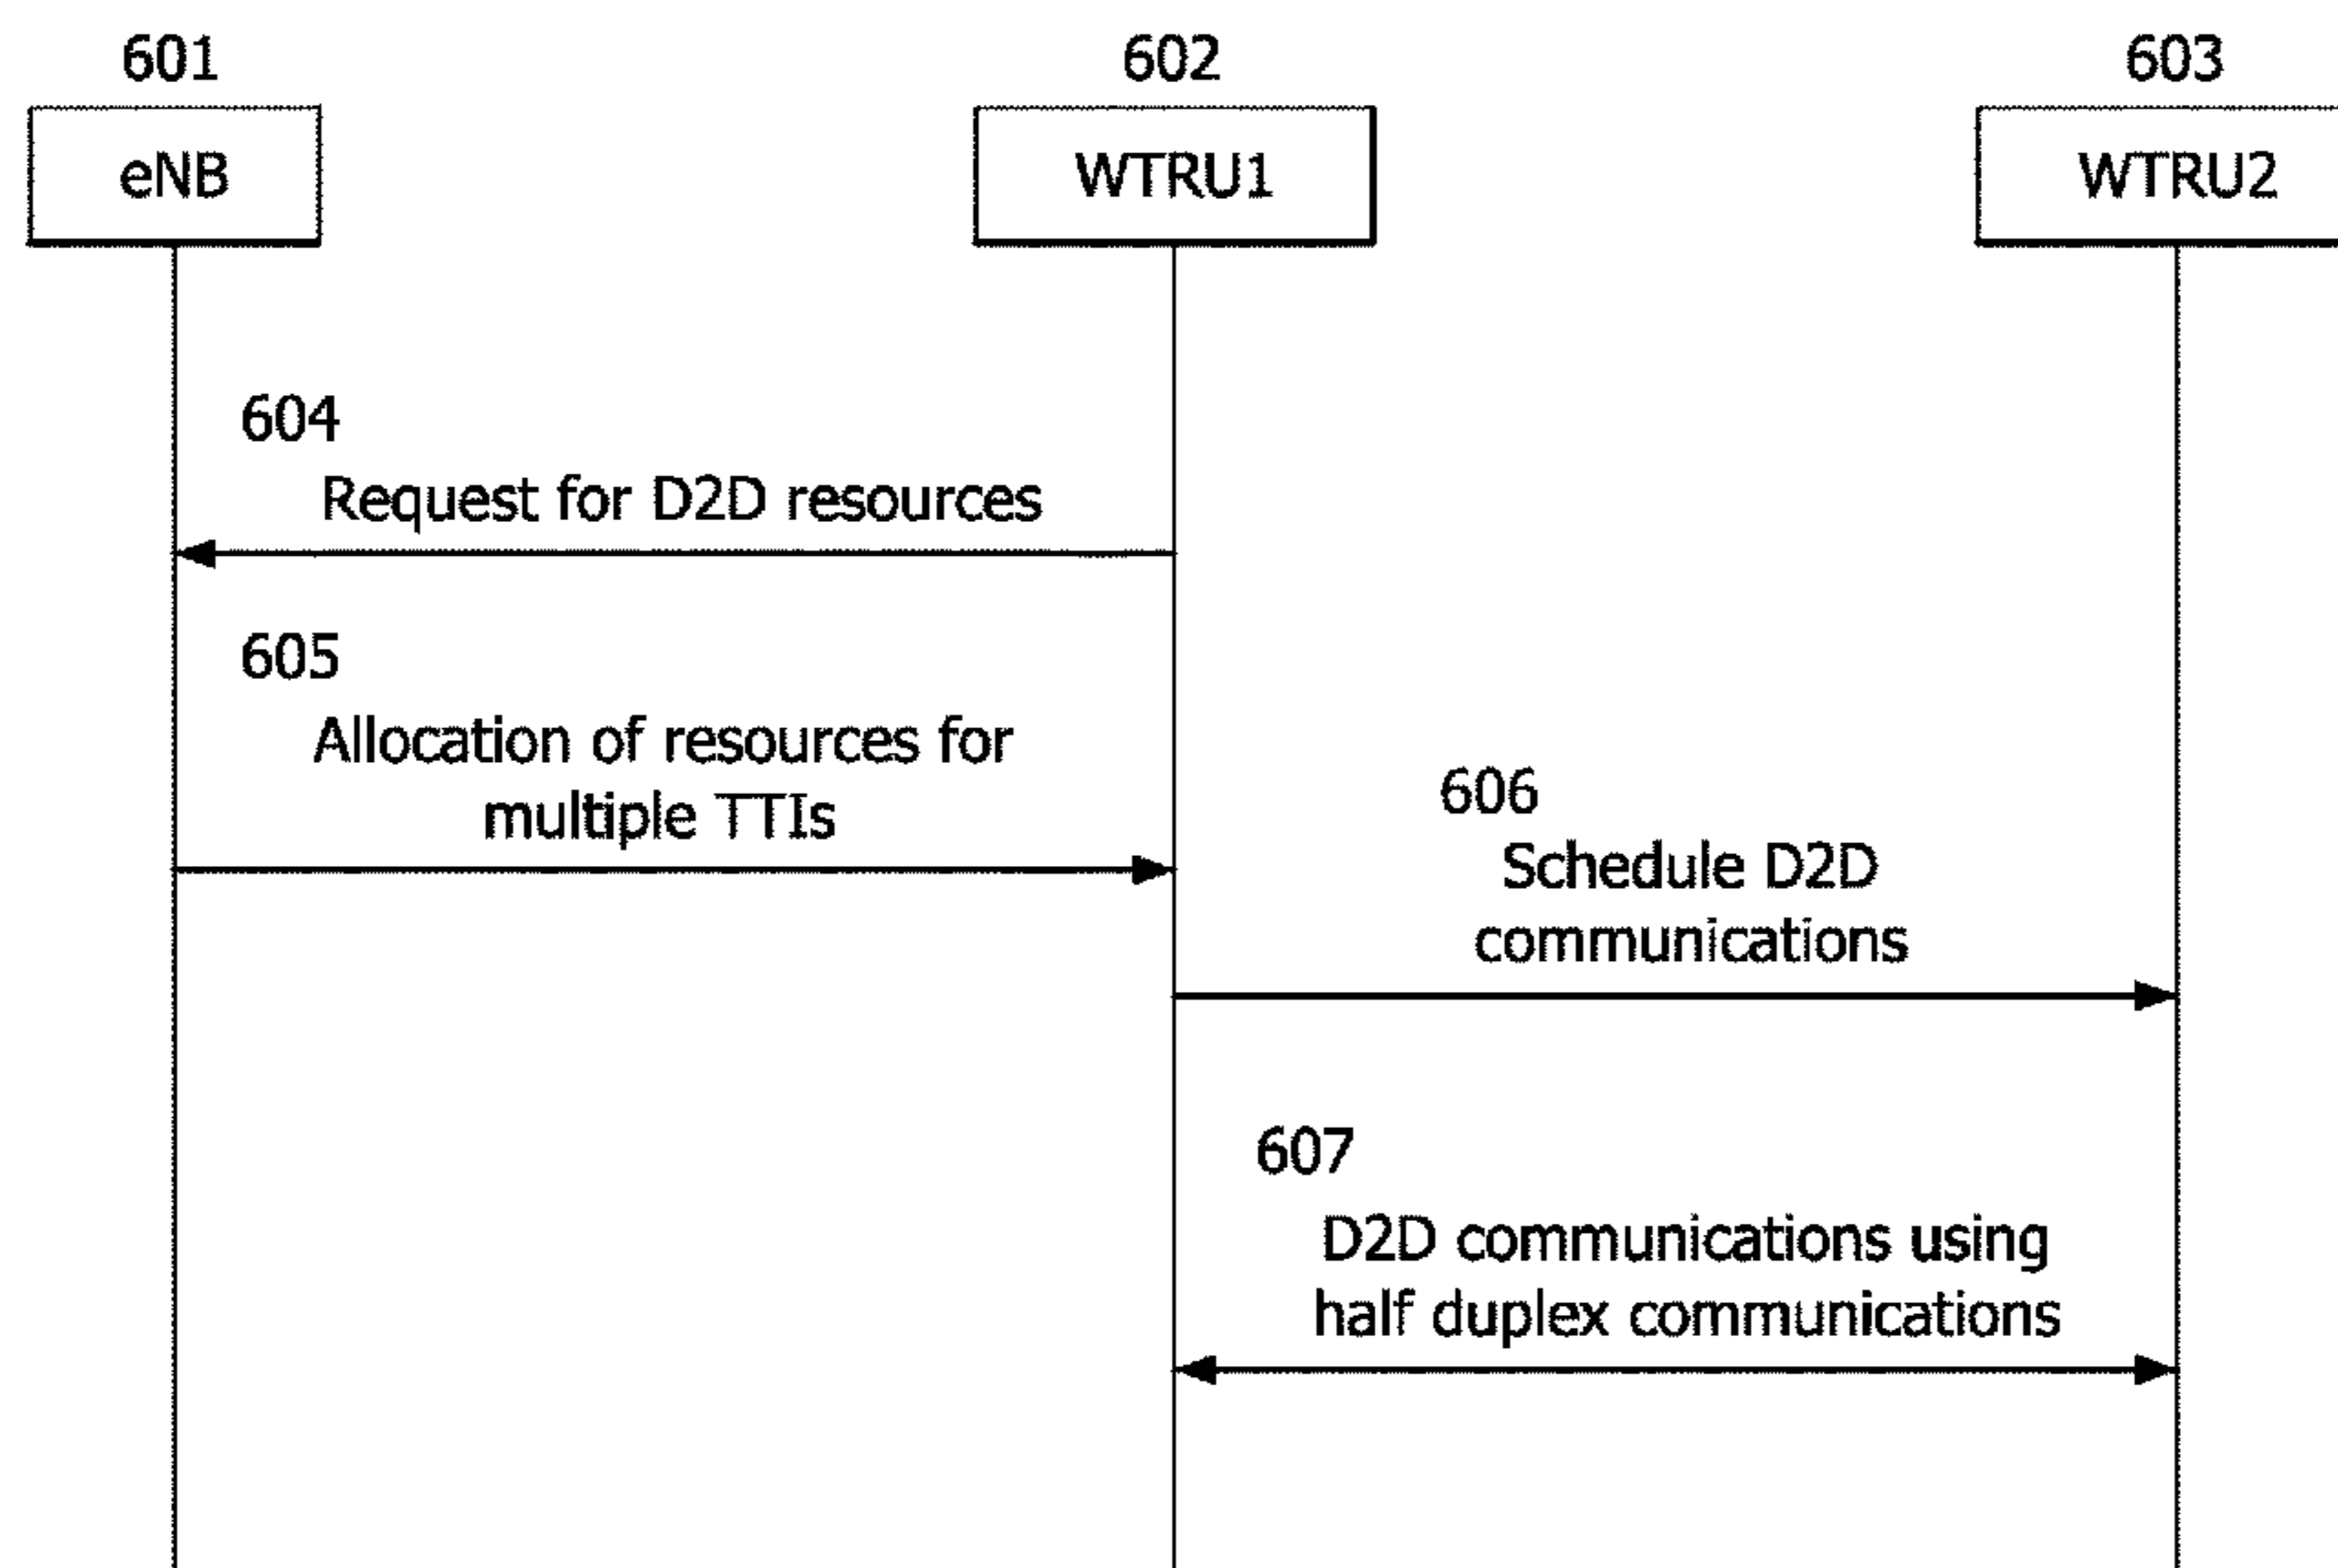 601
602
603
eNB
WTRU1
WTRU2
604
Request for D2D resources
605
Allocation of resources for
multiple TTIs
606
Schedule D2D
communications
607
D2D communications using
half duplex communications